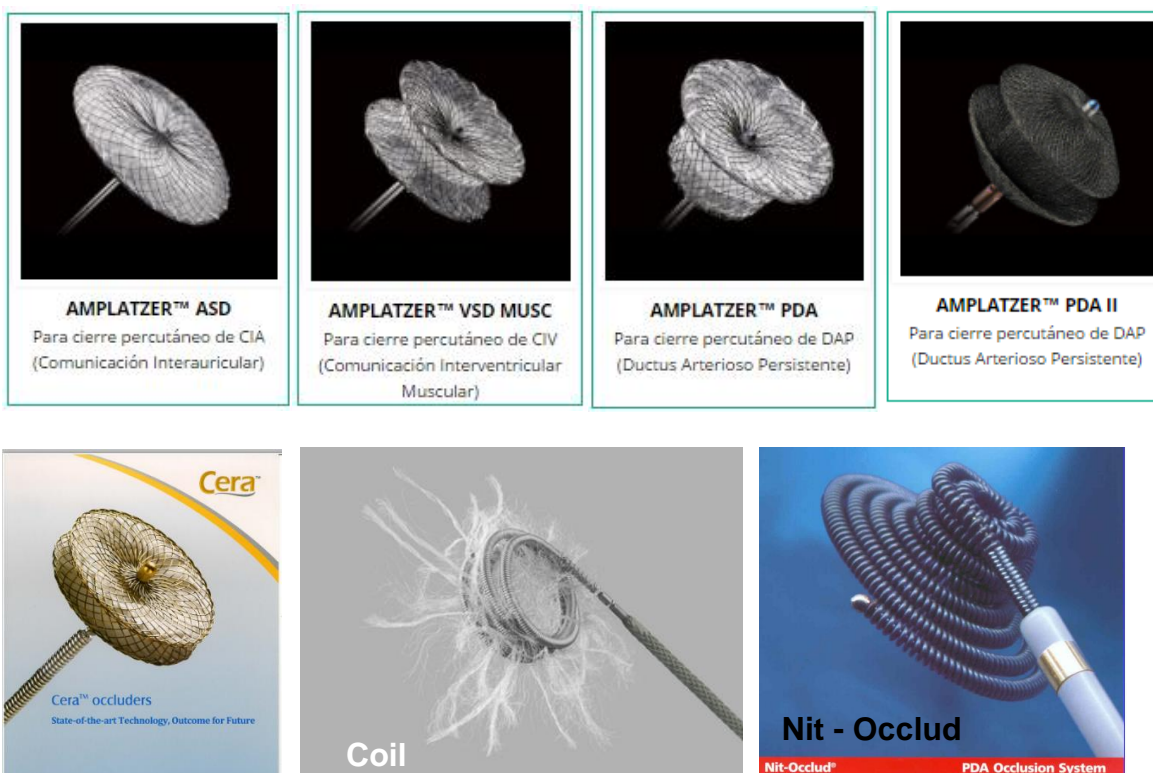 AMPLATZER™ ASD
Para cierre percutáneo de CIA
(Comunicación Interauricular)
AMPLATZER™ VSD MUSC
Para cierre percutáneo de CIV
(Comunicación Interventricular
Muscular)
AMPLATZER™ PDA
Para cierre percutáneo de DAP
(Ductus Arterioso Persistente)
AMPLATZER™ PDA II
Para cierre percutáneo de DAP
(Ductus Arterioso Persistente)
Cera™
Cera™ occluders
State-of-the-art Technology, Outcome for Future
Coil
Nit - Occlud
Nit-Occlud® PDA Occlusion System